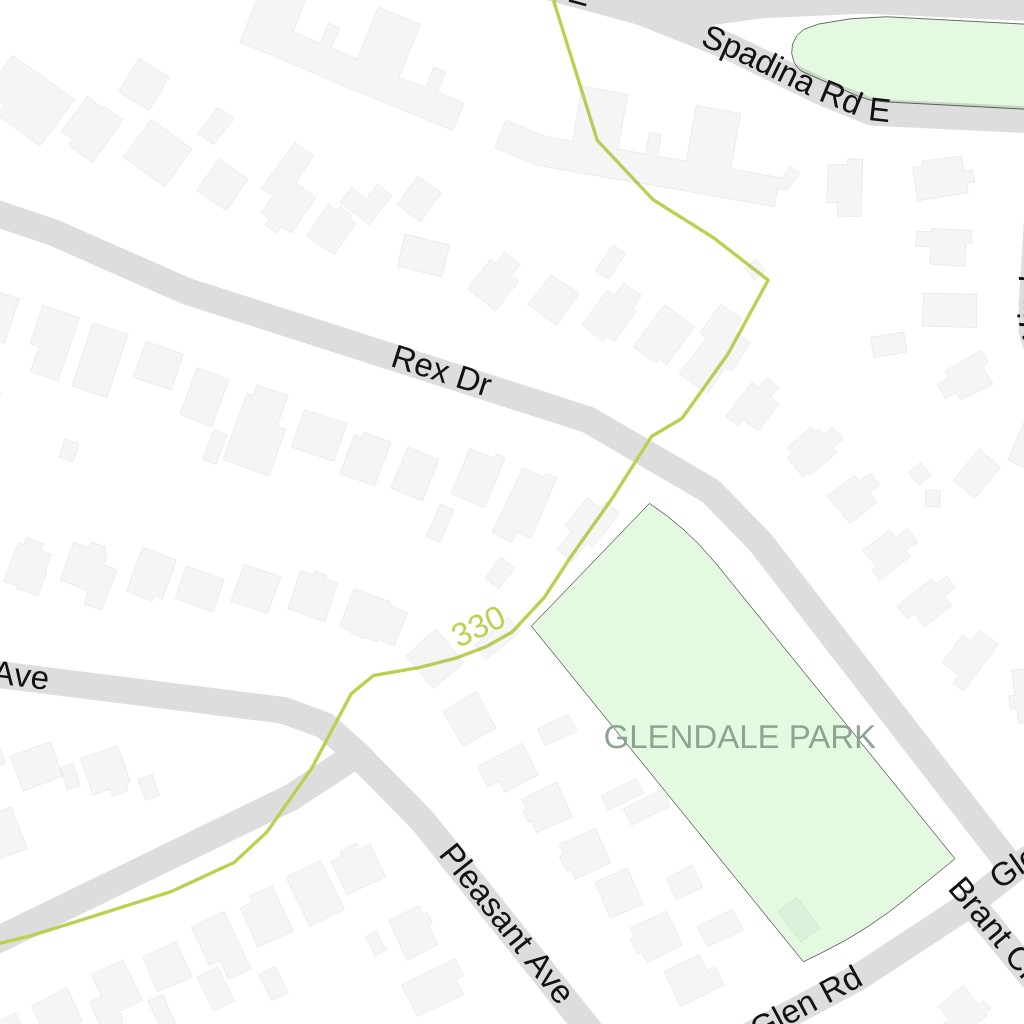 Spadina Rd E
Rex Dr
330
Ave
GLENDALE PARK
Pleasant Ave
Glen Rd
Brant